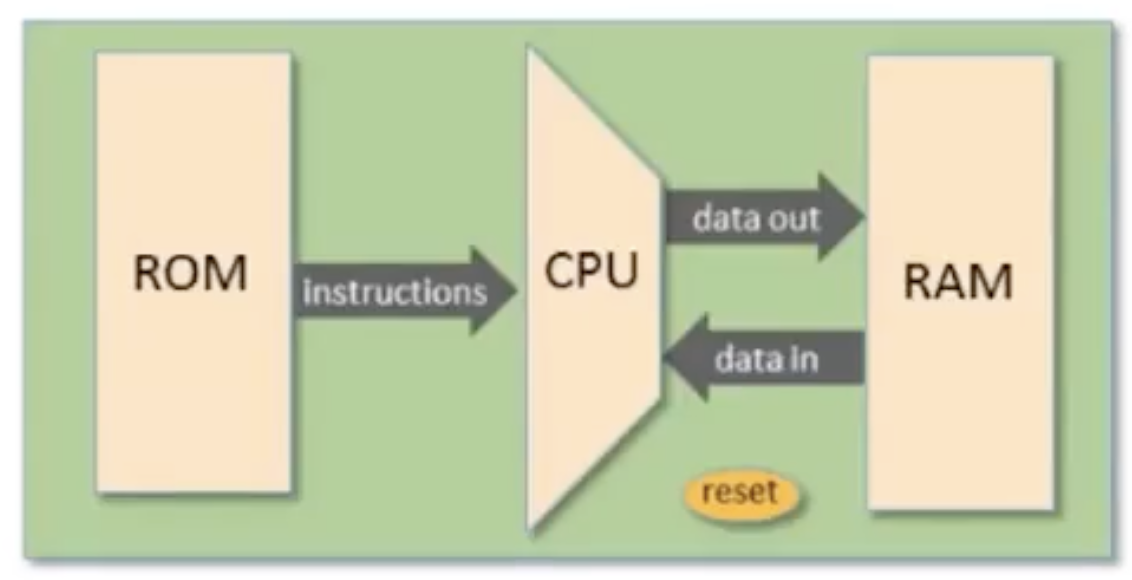 ROM
instructions
CPU
data out
data in
RAM
reset